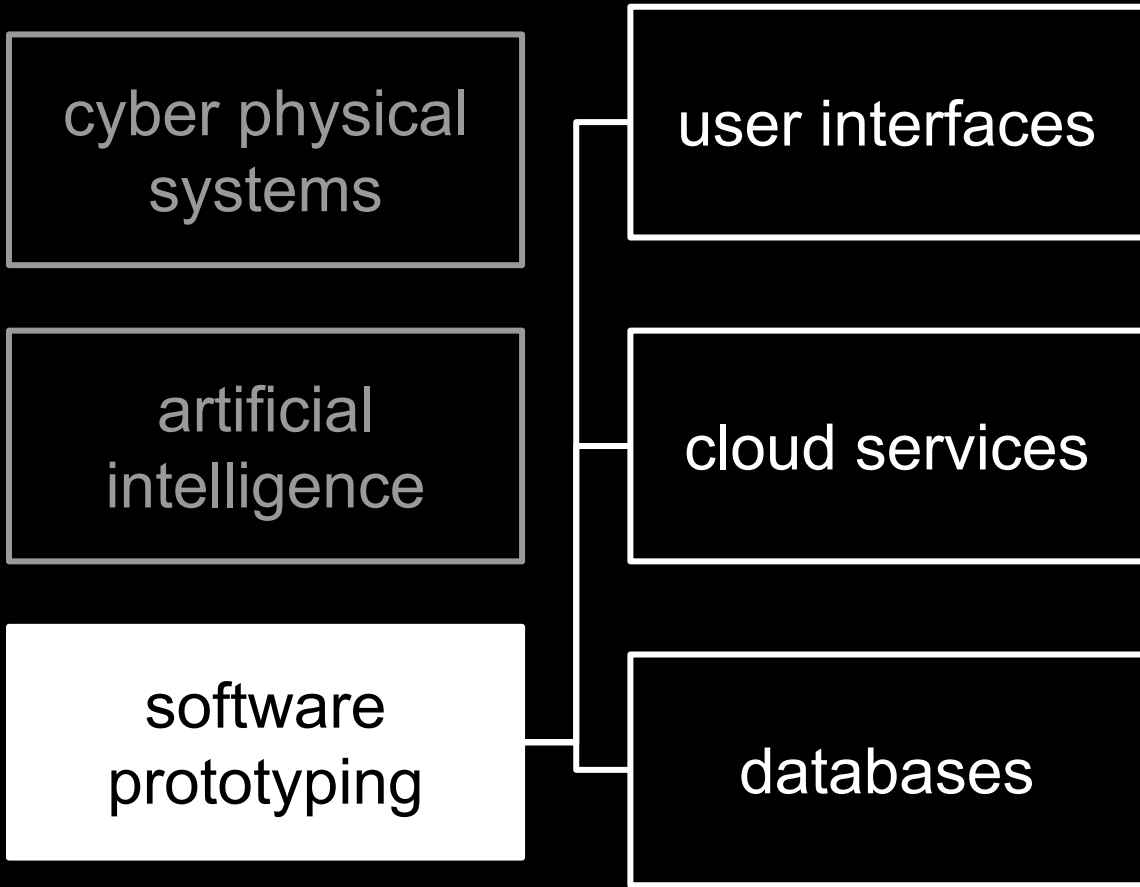 cyber physical
systems
artificial
intelligence
software
prototyping
user interfaces
cloud services
databases